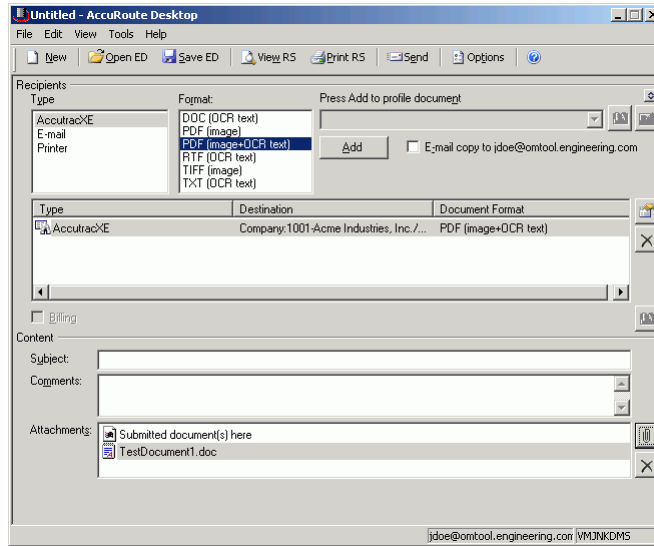 Untitled - AccuRoute Desktop
File Edit View Tools Help
New Open ED Save ED View RS Print RS Send Options
Recipients
Type Format: Press Add to profile document
AccutracXE
E-mail
Printer
DOC (OCR text)
PDF (image)
PDF (image+OCR text)
RTF (OCR text)
TIFF (image)
TXT (OCR text)
Add E-mail copy to jdoe@omtool.engineering.com
Type Destination Document Format
AccutracXE Company:1001-Acme Industries, Inc./... PDF (image+OCR text)
Billing
Content
Subject:
Comments:
Attachments: Submitted document(s) here
TestDocument1.doc
jdoe@omtool.engineering.com VMJNKDMS